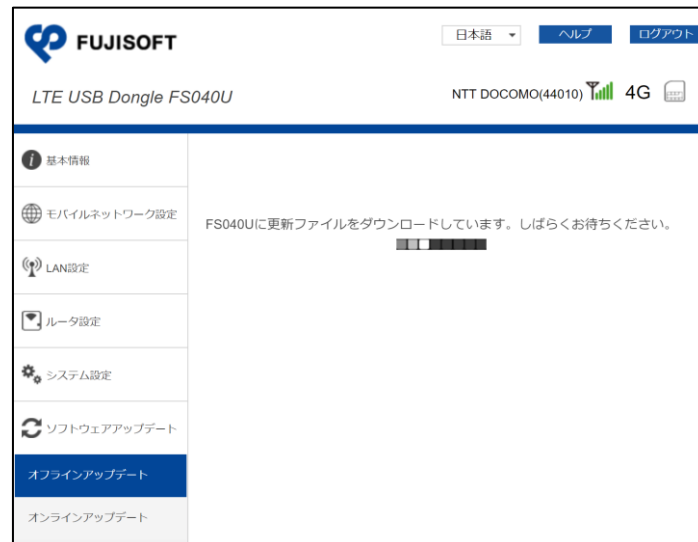 FUJISOFT
日本語
ヘルプ
ログアウト
LTE USB Dongle FS040U
NTT DOCOMO(44010)
4G
基本情報
モバイルネットワーク設定
LAN設定
ルータ設定
システム設定
ソフトウェアアップデート
オフラインアップデート
オンラインアップデート
FS040Uに更新ファイルをダウンロードしています。しばらくお待ちください。